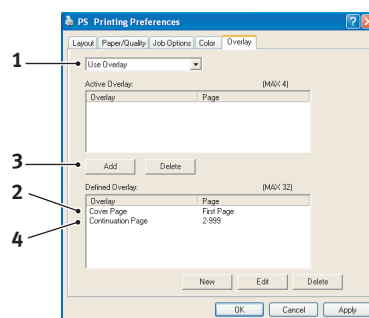 PS Printing Preferences
Layout Paper/Quality Job Options Color Overlay
1
Use Overlay
Active Overlay: (MAX 4)
Overlay Page
3
Add Delete
Defined Overlay: (MAX 32)
Overlay Page
2
Cover Page First Page
4
Continuation Page 2-999
New Edit Delete
OK Cancel Apply